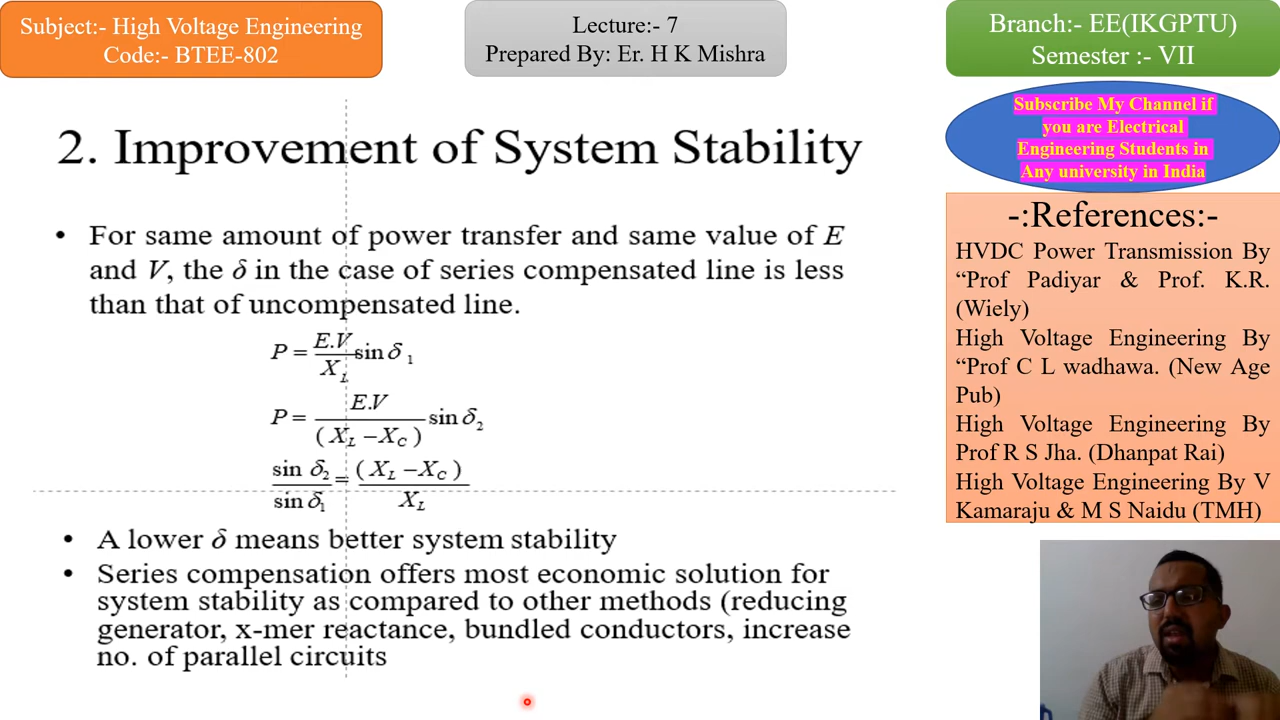 Subject:- High Voltage Engineering
Code:- BTEE-802
Lecture:- 7
Prepared By: Er. H K Mishra
Branch:- EE(IKGPTU)
Semester :- VII
Subscribe My Channel if
you are Electrical
Engineering Students in
Any university in India
2. Improvement of System Stability
• For same amount of power transfer and same value of E
and V, the δ in the case of series compensated line is less
than that of uncompensated line.
P = E.V / X_L sin δ₁
P = E.V / (X_L − X_C) sin δ₂
sin δ₂ / sin δ₁ = (X_L − X_C) / X_L
• A lower δ means better system stability
• Series compensation offers most economic solution for
system stability as compared to other methods (reducing
generator, x-mer reactance, bundled conductors, increase
no. of parallel circuits
-:References:-
HVDC Power Transmission By
“Prof Padiyar & Prof. K.R.
(Wiely)
High Voltage Engineering By
“Prof C L wadhawa. (New Age
Pub)
High Voltage Engineering By
Prof R S Jha. (Dhanpat Rai)
High Voltage Engineering By V
Kamaraju & M S Naidu (TMH)